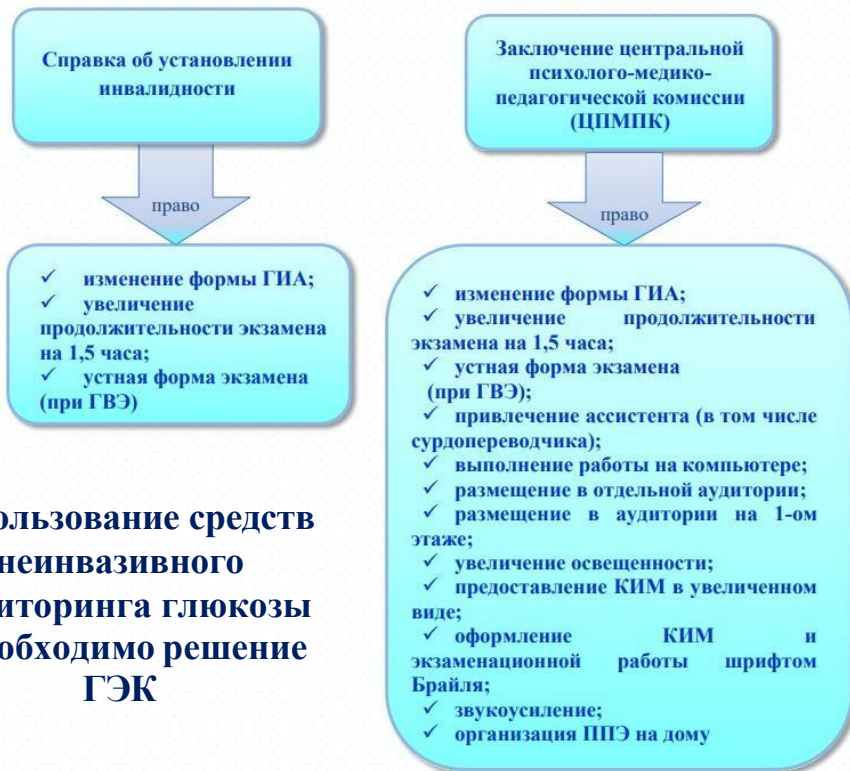 Справка об установлении
инвалидности
право
✓ изменение формы ГИА;
✓ увеличение
продолжительности экзамена
на 1,5 часа;
✓ устная форма экзамена
(при ГВЭ)
средств
неинвазивного
глюкозы
решение
ГЭК
Заключение центральной
психолого-медико-
педагогической комиссии
(ЦПМПК)
право
✓ изменение формы ГИА;
✓ увеличение продолжительности
экзамена на 1,5 часа;
✓ устная форма экзамена
(при ГВЭ);
✓ привлечение ассистента (в том числе
сурдопереводчика);
✓ выполнение работы на компьютере;
✓ размещение в отдельной аудитории;
✓ размещение в аудитории на 1-ом
этаже;
✓ увеличение освещенности;
✓ предоставление КИМ в увеличенном
виде;
✓ оформление КИМ и
экзаменационной работы шрифтом
Брайля;
✓ звукоусиление;
✓ организация ППЭ на дому